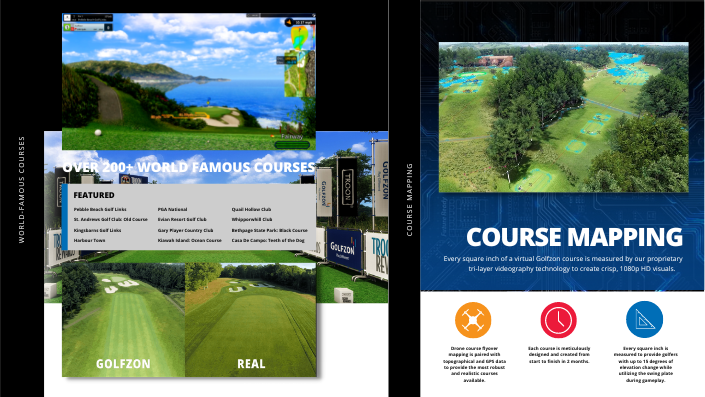 WORLD-FAMOUS COURSES
OVER 200+ WORLD FAMOUS COURSES
FEATURED
Pebble Beach Golf Links
St. Andrews Golf Club: Old Course
Kingsbarns Golf Links
Harbour Town
PGA National
Evian Resort Golf Club
Gary Player Country Club
Kiawah Island: Ocean Course
Quail Hollow Club
Whipporwhill Club
Bethpage State Park: Black Course
Casa De Campo: Teeth of the Dog
TROON
GOLFZON
GOLFZON
REAL
COURSE MAPPING
COURSE MAPPING
Every square inch of a virtual Golfzon course is measured by our proprietary
tri-layer videography technology to create crisp, 1080p HD visuals.
Drone course flyover
mapping is paired with
topographical and GPS data
to provide the most robust
and realistic courses
available.
Each course is meticulously
designed and created from
start to finish in 2 months.
Every square inch is
measured to provide golfers
with up to 15 degrees of
elevation change while
utilizing the swing plate
during gameplay.